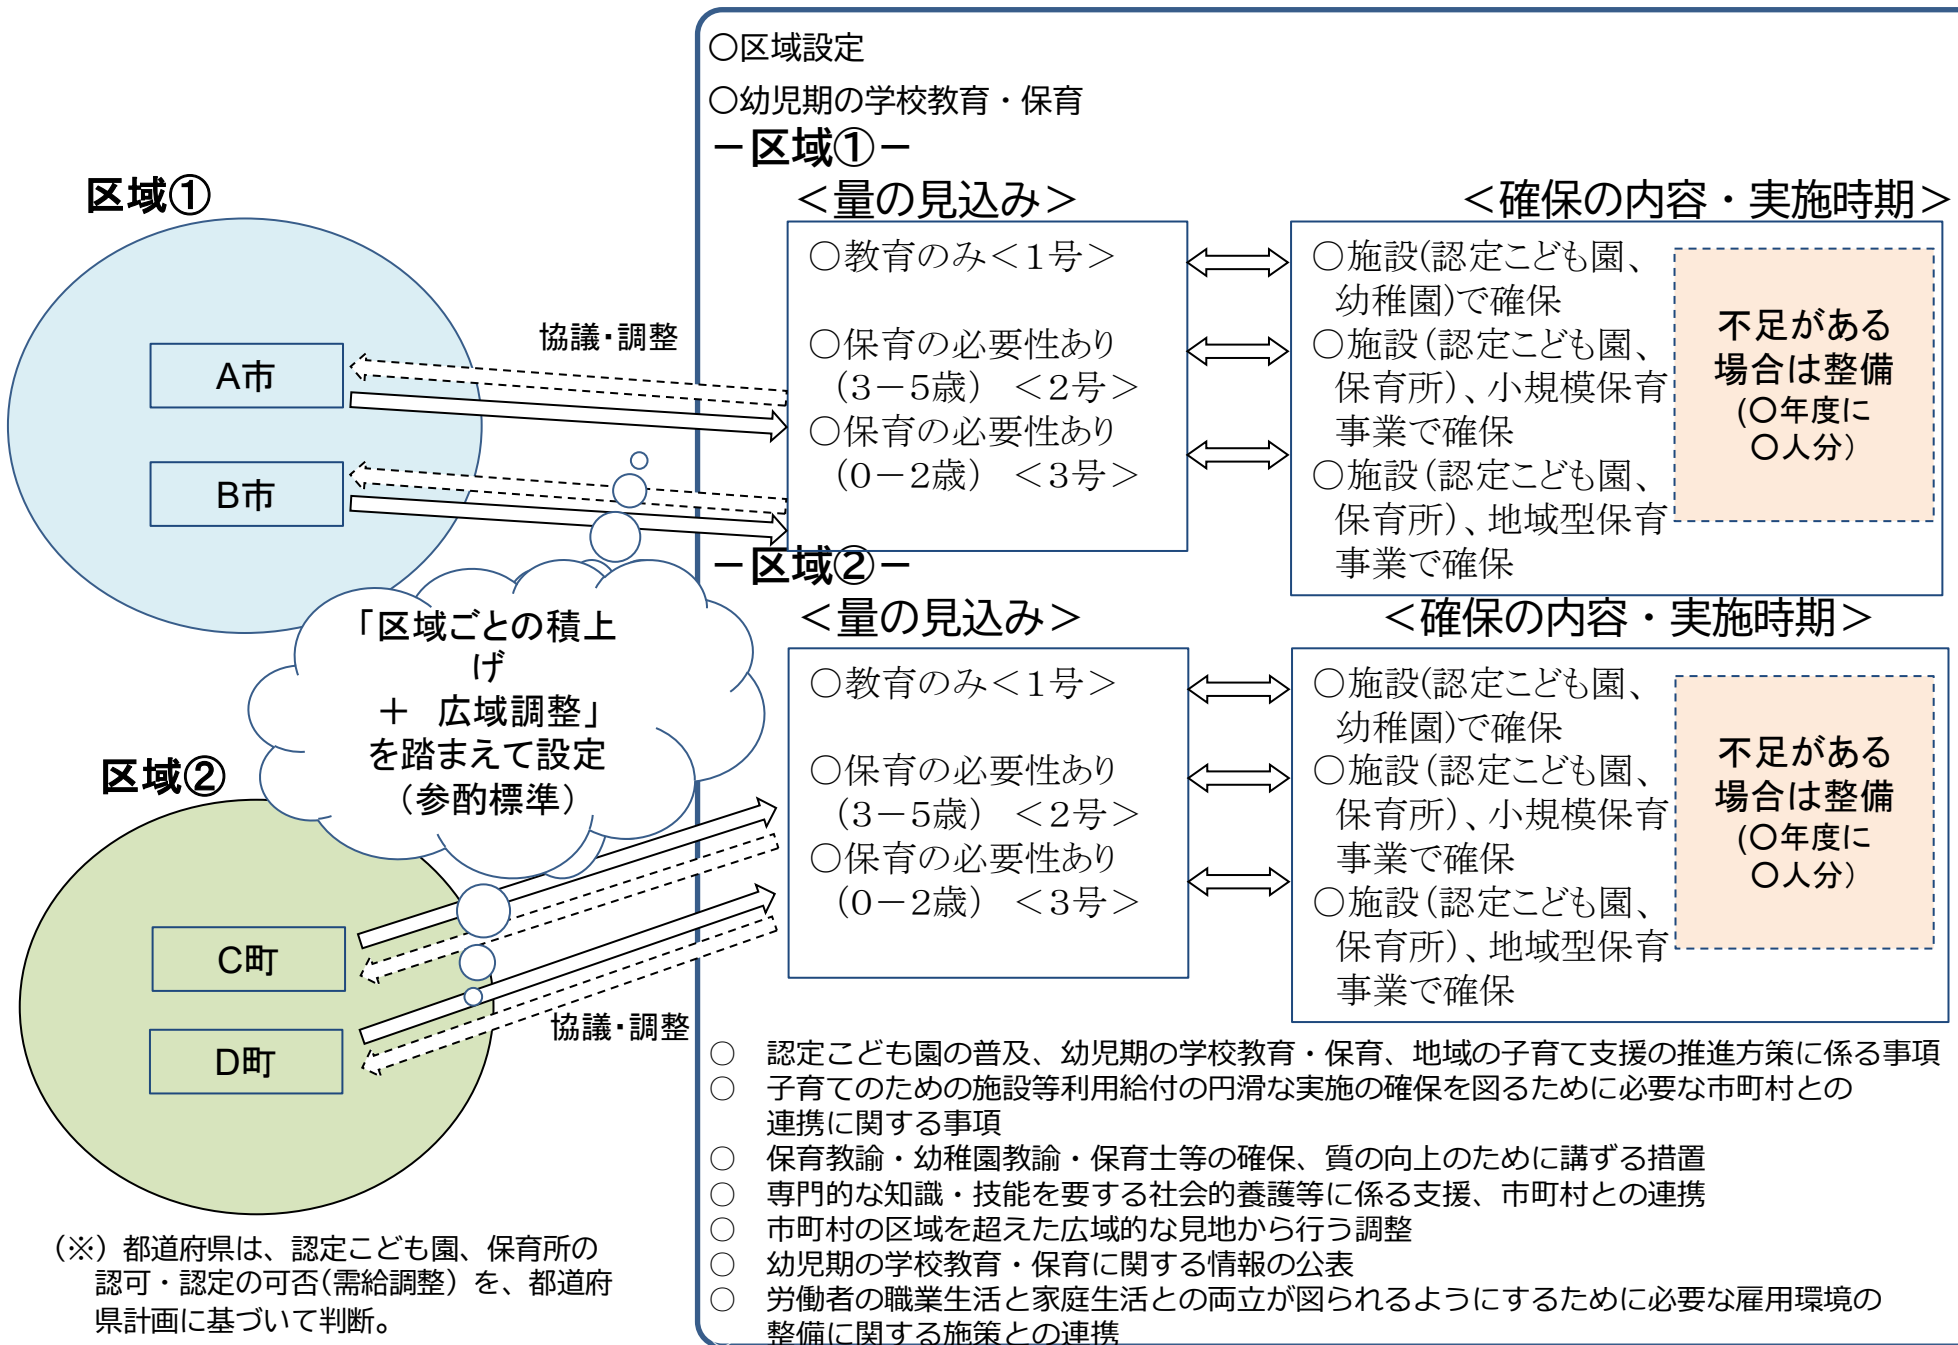 区域①
A市
B市
協議・調整
「区域ごとの積上
げ
＋ 広域調整」
を踏まえて設定
（参酌標準）
区域②
C町
D町
協議・調整
（※）都道府県は、認定こども園、保育所の
認可・認定の可否（需給調整）を、都道府
県計画に基づいて判断。
○区域設定
○幼児期の学校教育・保育
－区域①－
＜量の見込み＞
○教育のみ＜１号＞
○保育の必要性あり
（３－５歳） ＜２号＞
○保育の必要性あり
（０－２歳） ＜３号＞
＜確保の内容・実施時期＞
○施設（認定こども園、
幼稚園）で確保
○施設（認定こども園、
保育所）、小規模保育
事業で確保
○施設（認定こども園、
保育所）、地域型保育
事業で確保
不足がある
場合は整備
（○年度に
○人分）
－区域②－
＜量の見込み＞
○教育のみ＜１号＞
○保育の必要性あり
（３－５歳） ＜２号＞
○保育の必要性あり
（０－２歳） ＜３号＞
＜確保の内容・実施時期＞
○施設（認定こども園、
幼稚園）で確保
○施設（認定こども園、
保育所）、小規模保育
事業で確保
○施設（認定こども園、
保育所）、地域型保育
事業で確保
不足がある
場合は整備
（○年度に
○人分）
○ 認定こども園の普及、幼児期の学校教育・保育、地域の子育て支援の推進方策に係る事項
○ 子育てのための施設等利用給付の円滑な実施の確保を図るために必要な市町村との
連携に関する事項
○ 保育教諭・幼稚園教諭・保育士等の確保、質の向上のために講ずる措置
○ 専門的な知識・技能を要する社会的養護等に係る支援、市町村との連携
○ 市町村の区域を超えた広域的な見地から行う調整
○ 幼児期の学校教育・保育に関する情報の公表
○ 労働者の職業生活と家庭生活との両立が図られるようにするために必要な雇用環境の
整備に関する施策との連携